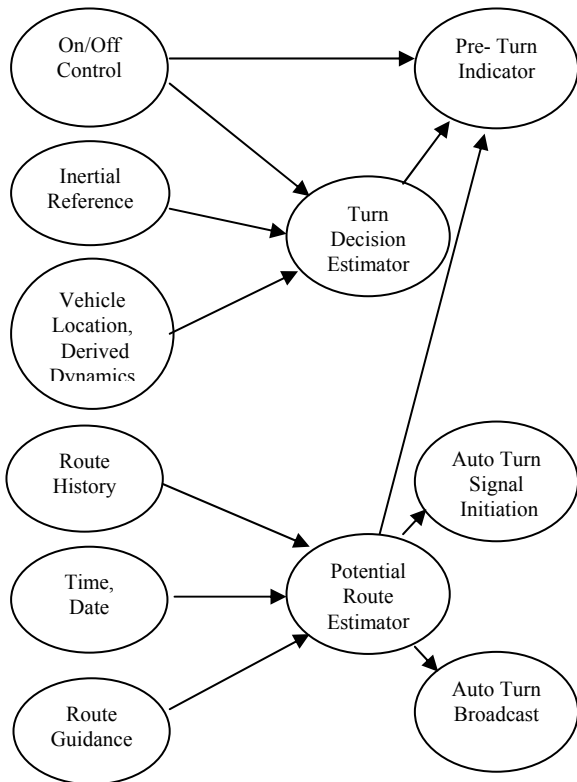 On/Off
Control
Pre- Turn
Indicator
Inertial
Reference
Turn
Decision
Estimator
Vehicle
Location,
Derived
Dynamics
Route
History
Auto Turn
Signal
Initiation
Time,
Date
Potential
Route
Estimator
Route
Guidance
Auto Turn
Broadcast